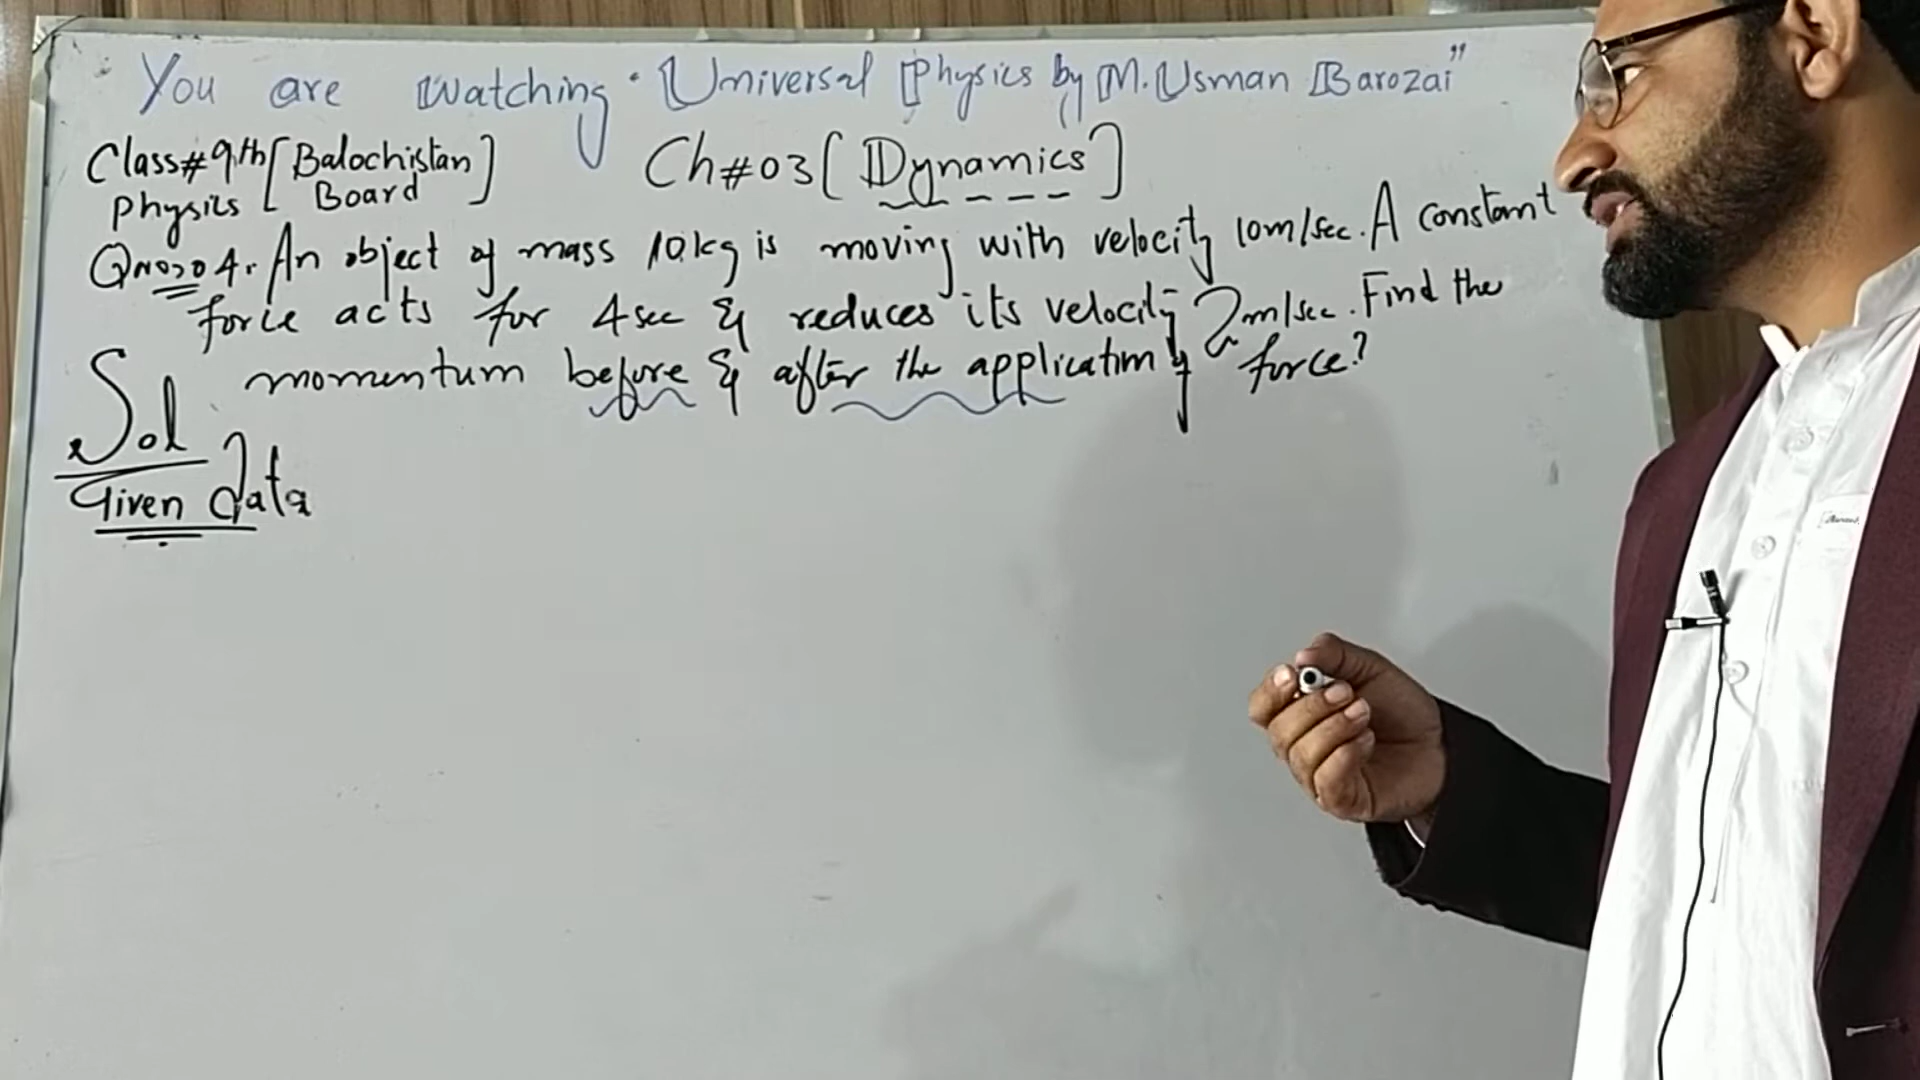 You are watching "Universal Physics by M. Usman Barozai"
Class#9th [Balochistan Board] Ch#03 [Dynamics]
Physics
QNo:04. An object of mass 10kg is moving with velocity 10m/sec. A constant
force acts for 4sec & reduces its velocity 2m/sec. Find the
momentum before & after the application of force?
Sol
Given data